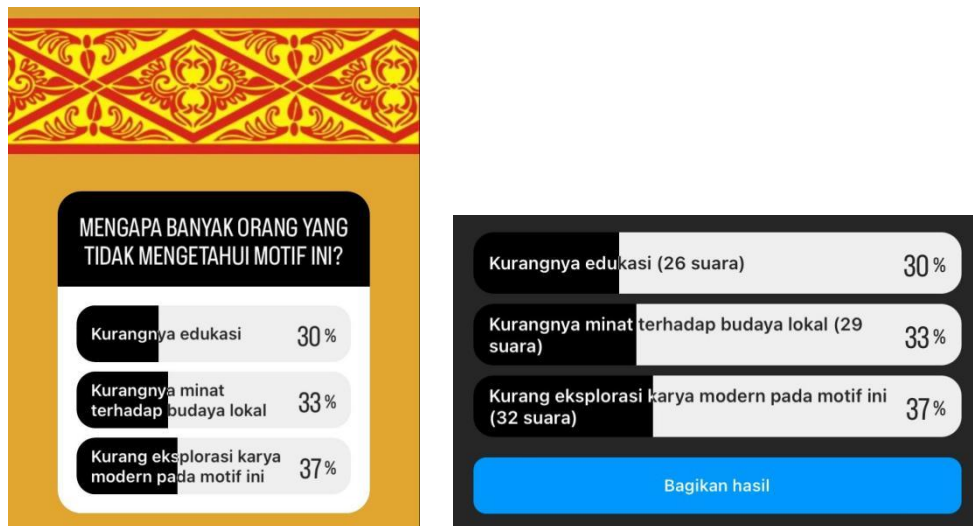 MENGAPA BANYAK ORANG YANG
TIDAK MENGETAHUI MOTIF INI?
Kurangnya edukasi 30%
Kurangnya minat
terhadap budaya lokal 33%
Kurang eksplorasi karya
modern pada motif ini 37%
Kurangnya edukasi (26 suara) 30%
Kurangnya minat terhadap budaya lokal (29
suara) 33%
Kurang eksplorasi karya modern pada motif ini
(32 suara) 37%
Bagikan hasil